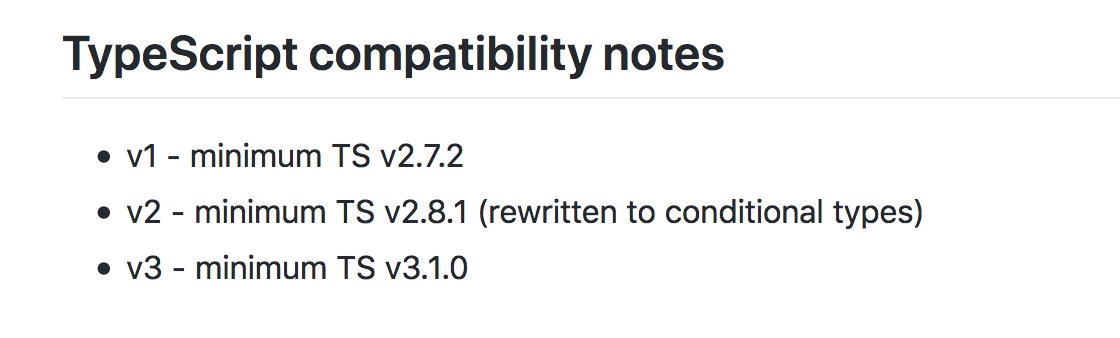 TypeScript compatibility notes
• v1 - minimum TS v2.7.2
• v2 - minimum TS v2.8.1 (rewritten to conditional types)
• v3 - minimum TS v3.1.0